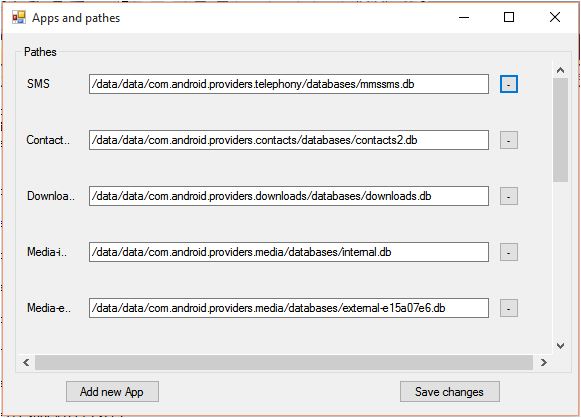 Apps and pathes
Pathes
SMS /data/data/com.android.providers.telephony/databases/mmssms.db -
Contact.. /data/data/com.android.providers.contacts/databases/contacts2.db -
Downloa.. /data/data/com.android.providers.downloads/databases/downloads.db -
Media-i.. /data/data/com.android.providers.media/databases/internal.db -
Media-e.. /data/data/com.android.providers.media/databases/external-e15a07e6.db -
Add new App Save changes